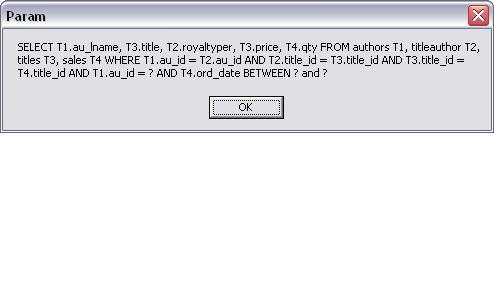 Param
SELECT T1.au_lname, T3.title, T2.royaltyper, T3.price, T4.qty FROM authors T1, titleauthor T2,
titles T3, sales T4 WHERE T1.au_id = T2.au_id AND T2.title_id = T3.title_id AND T3.title_id =
T4.title_id AND T1.au_id = ? AND T4.ord_date BETWEEN ? and ?
OK